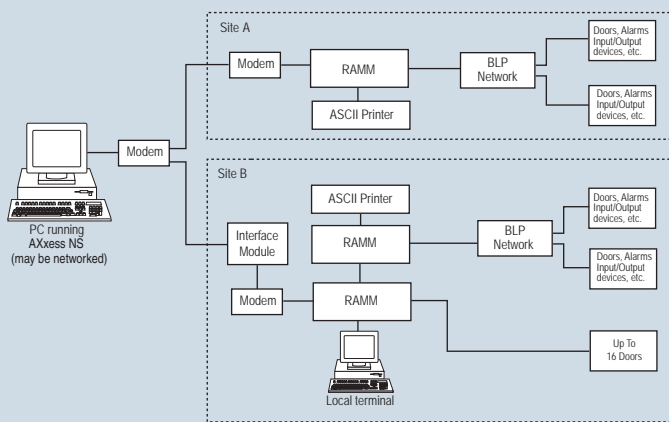 Site A
Modem
RAMM
ASCII Printer
BLP
Network
Doors, Alarms
Input/Output
devices, etc.
Doors, Alarms
Input/Output
devices, etc.
Modem
PC running
AXxess NS
(may be networked)
Site B
ASCII Printer
Interface
Module
RAMM
BLP
Network
Doors, Alarms
Input/Output
devices, etc.
Doors, Alarms
Input/Output
devices, etc.
Modem
RAMM
Up To
16 Doors
Local terminal